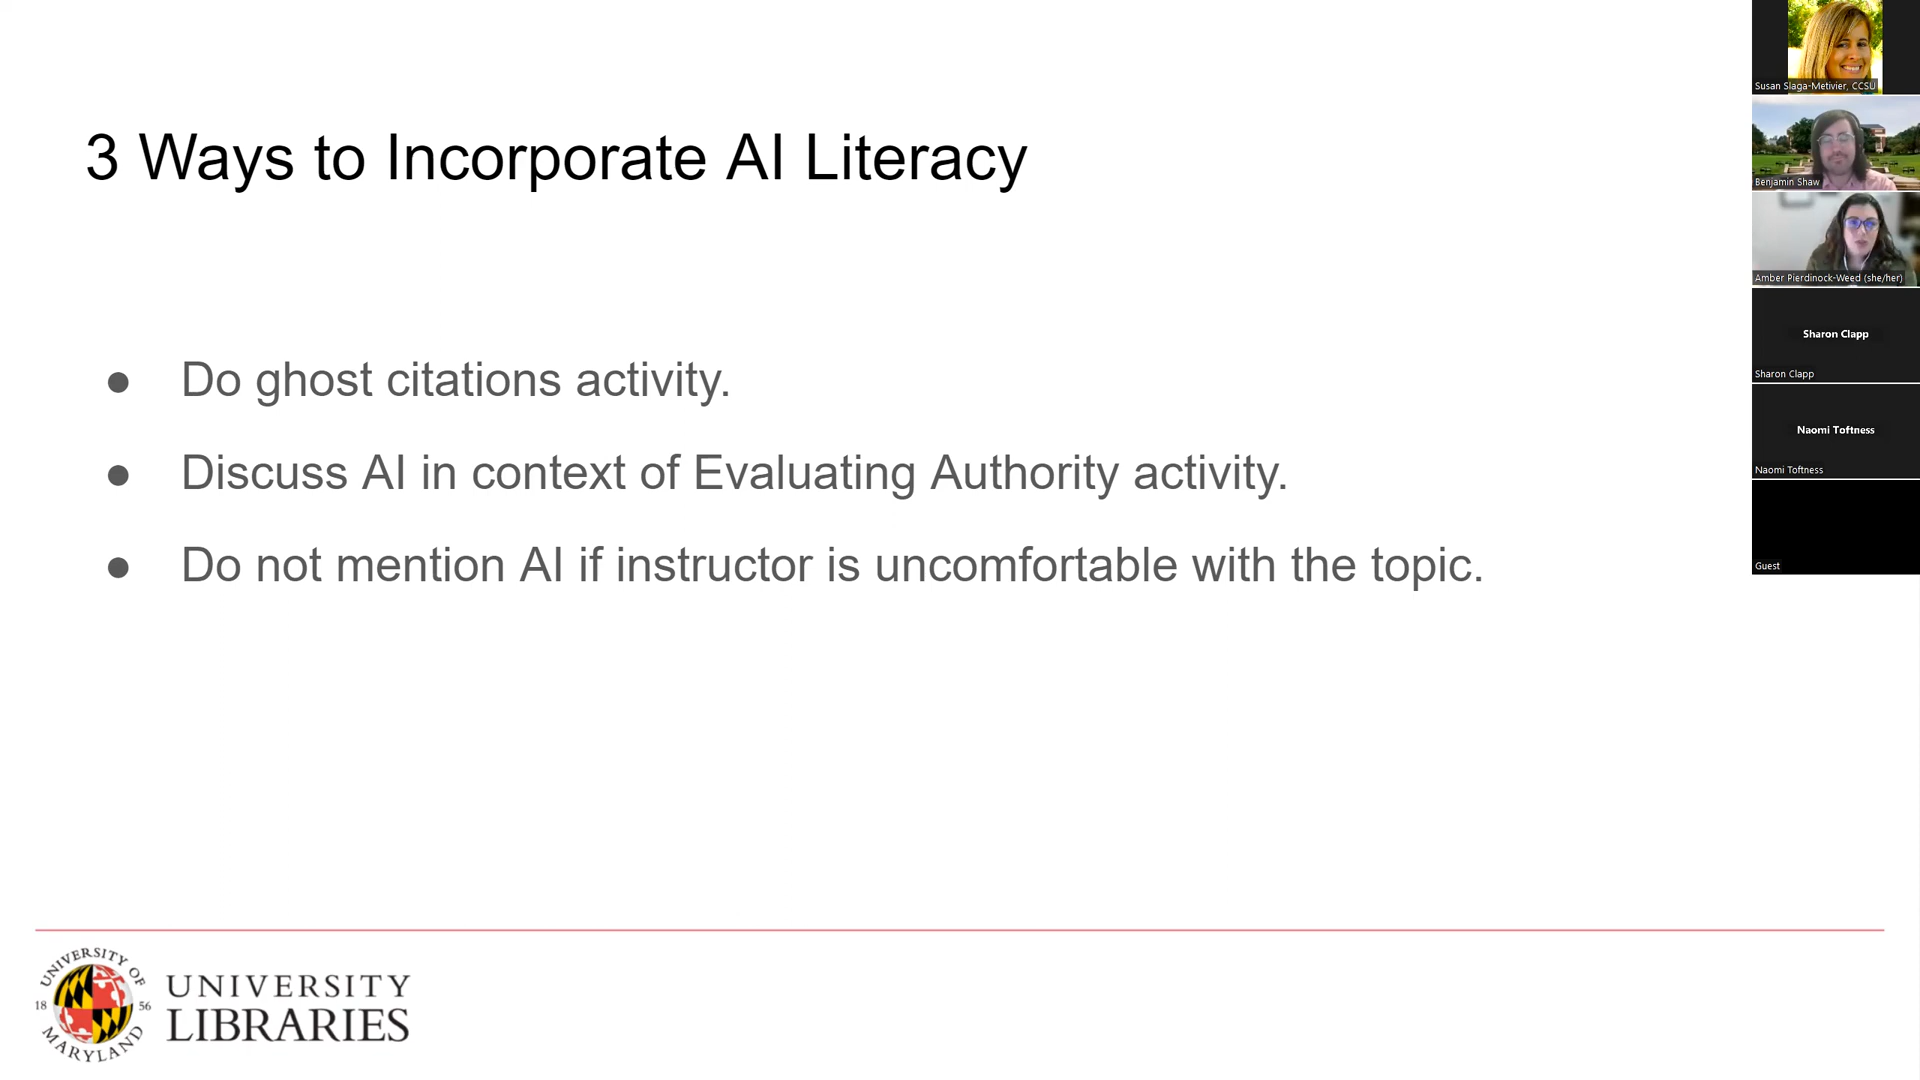 3 Ways to Incorporate AI Literacy
● Do ghost citations activity.
● Discuss AI in context of Evaluating Authority activity.
● Do not mention AI if instructor is uncomfortable with the topic.
UNIVERSITY OF
18 56
MARYLAND
UNIVERSITY
LIBRARIES
Susan Slaga-Metivier, CCSU
Benjamin Shaw
Amber Pierdinock-Weed (she/her)
Sharon Clapp
Sharon Clapp
Naomi Toftness
Naomi Toftness
Guest